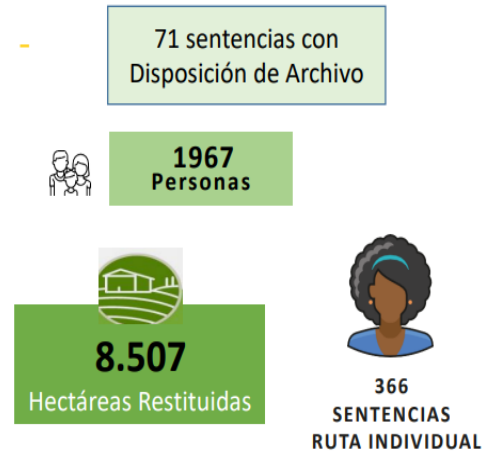 71 sentencias con
Disposición de Archivo
1967
Personas
8.507
Hectáreas Restituidas
366
SENTENCIAS
RUTA INDIVIDUAL